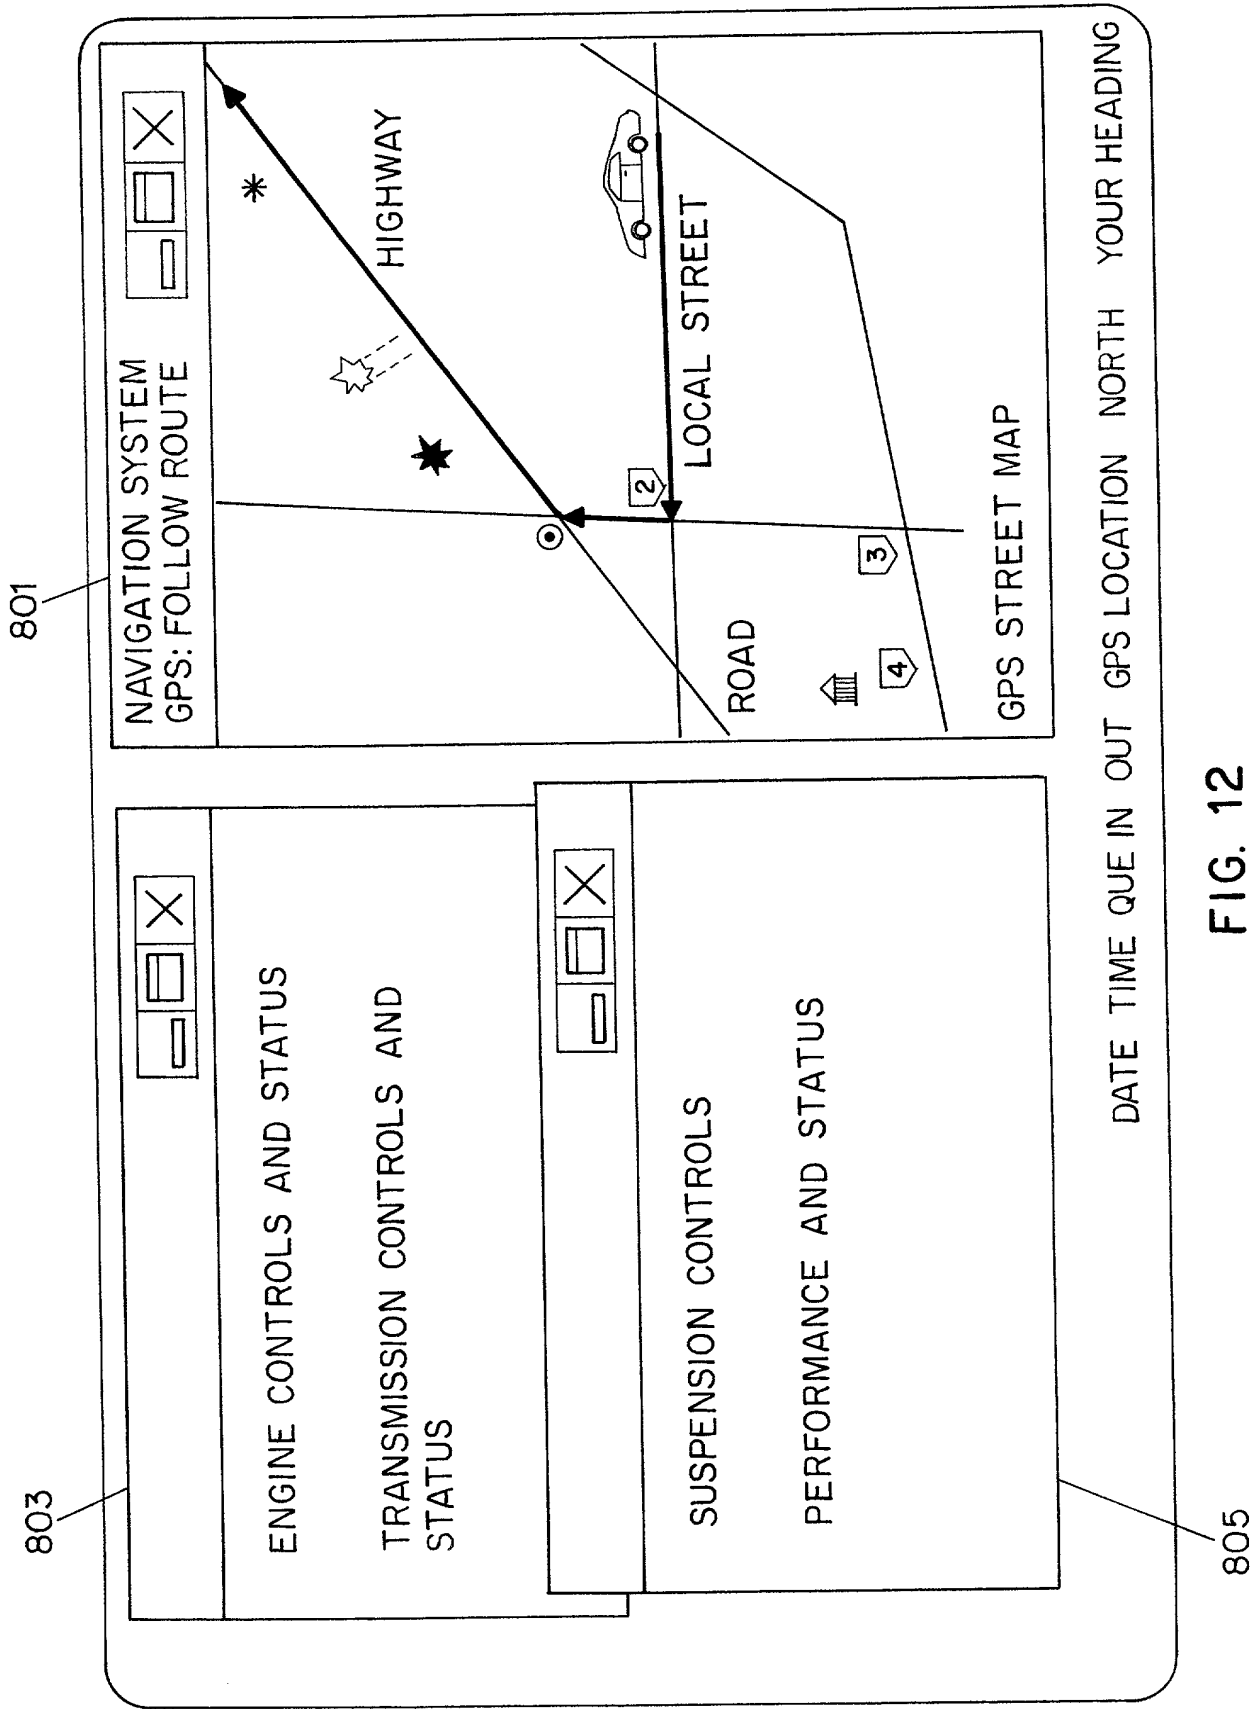 803
801
ENGINE CONTROLS AND STATUS
TRANSMISSION CONTROLS AND
STATUS
SUSPENSION CONTROLS
PERFORMANCE AND STATUS
805
NAVIGATION SYSTEM
GPS: FOLLOW ROUTE
HIGHWAY
2
LOCAL STREET
ROAD
3
4
GPS STREET MAP
DATE TIME QUE IN OUT GPS LOCATION NORTH YOUR HEADING
FIG. 12